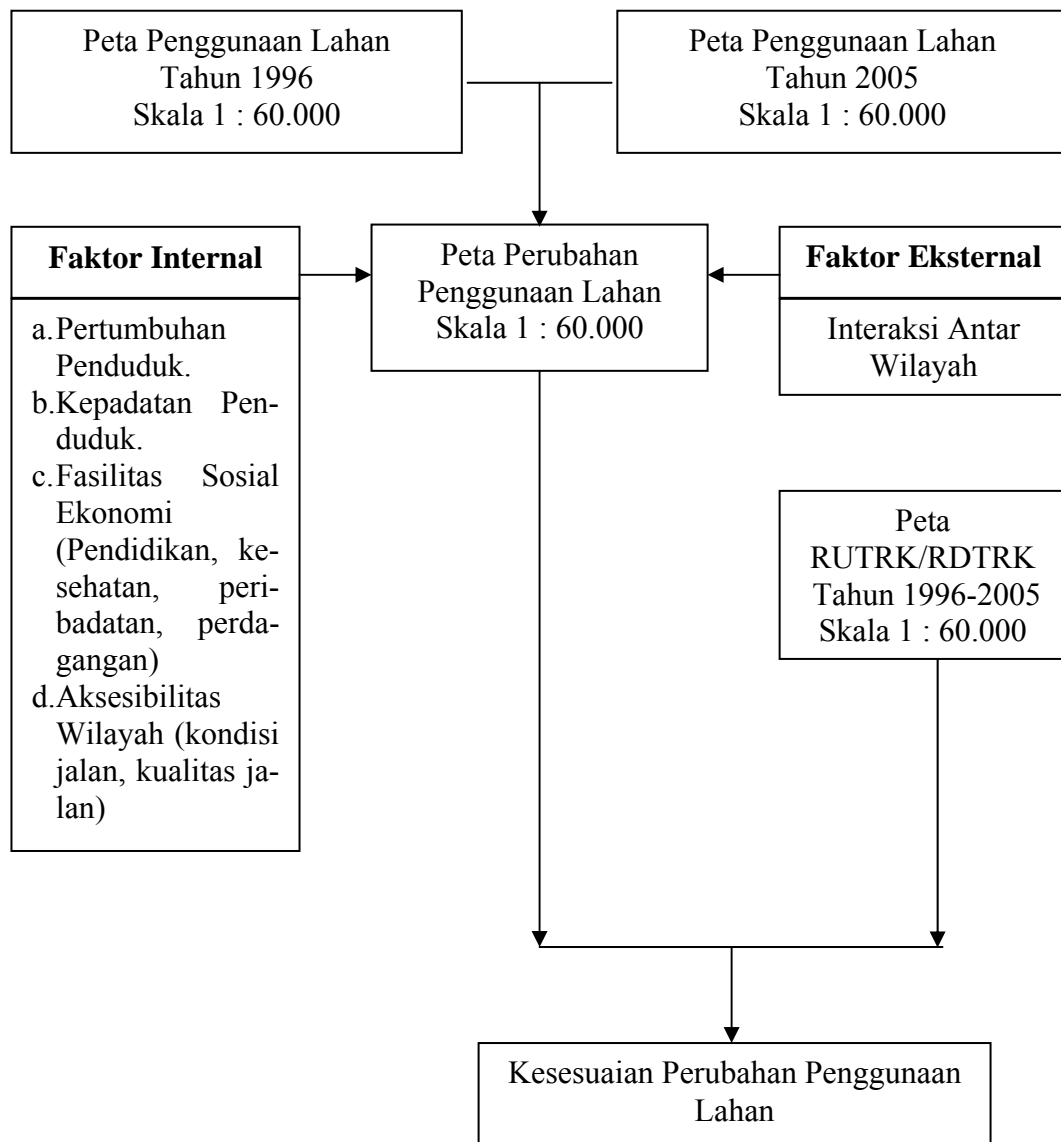 Peta Penggunaan Lahan
Tahun 1996
Skala 1 : 60.000
Peta Penggunaan Lahan
Tahun 2005
Skala 1 : 60.000
Faktor Internal
a.Pertumbuhan
Penduduk.
b.Kepadatan Pen-
duduk.
c.Fasilitas Sosial
Ekonomi
(Pendidikan, ke-
sehatan, peri-
badatan, perda-
gangan)
d.Aksesibilitas
Wilayah (kondisi
jalan, kualitas ja-
lan)
Peta Perubahan
Penggunaan Lahan
Skala 1 : 60.000
Faktor Eksternal
Interaksi Antar
Wilayah
Peta
RUTRK/RDTRK
Tahun 1996-2005
Skala 1 : 60.000
Kesesuaian Perubahan Penggunaan
Lahan